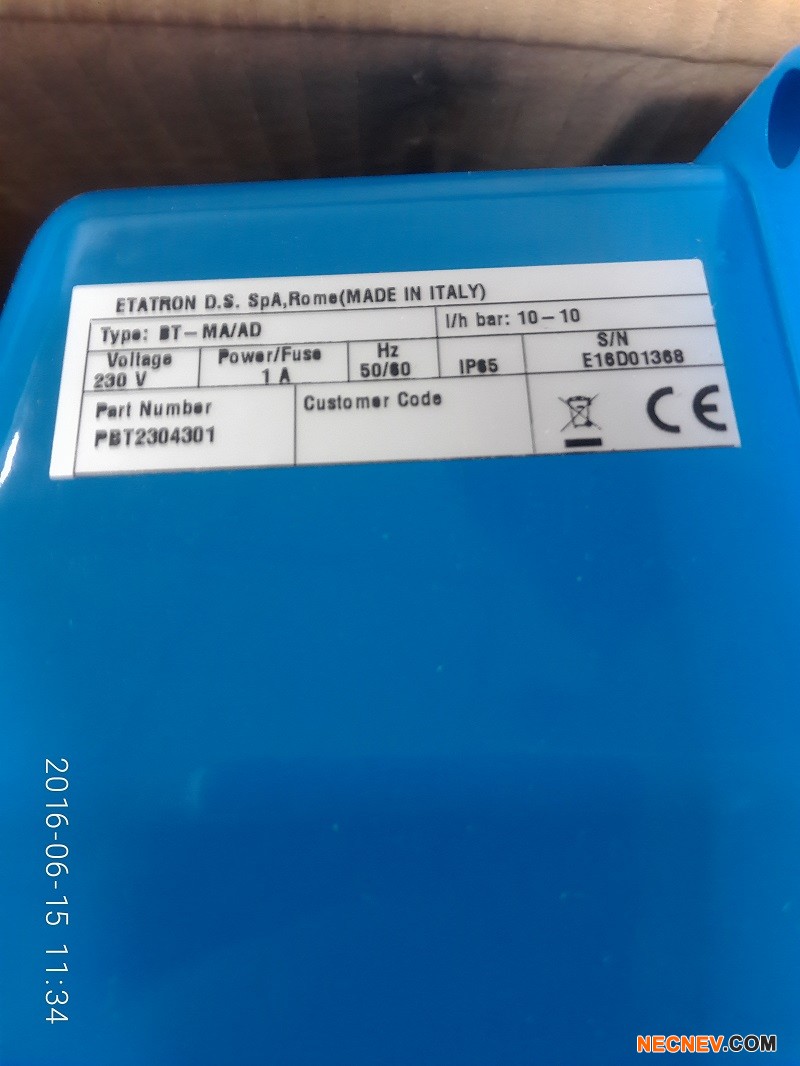 ETATRON D.S. SpA,Rome(MADE IN ITALY)
Type: BT-MA/AD
l/h bar: 10-10
Voltage
230 V
Power/Fuse
1 A
Hz
50/60
IP65
S/N
E16D01368
Part Number
PBT2304301
Customer Code
CE
2016-06-15 11:34
NECNEV.COM